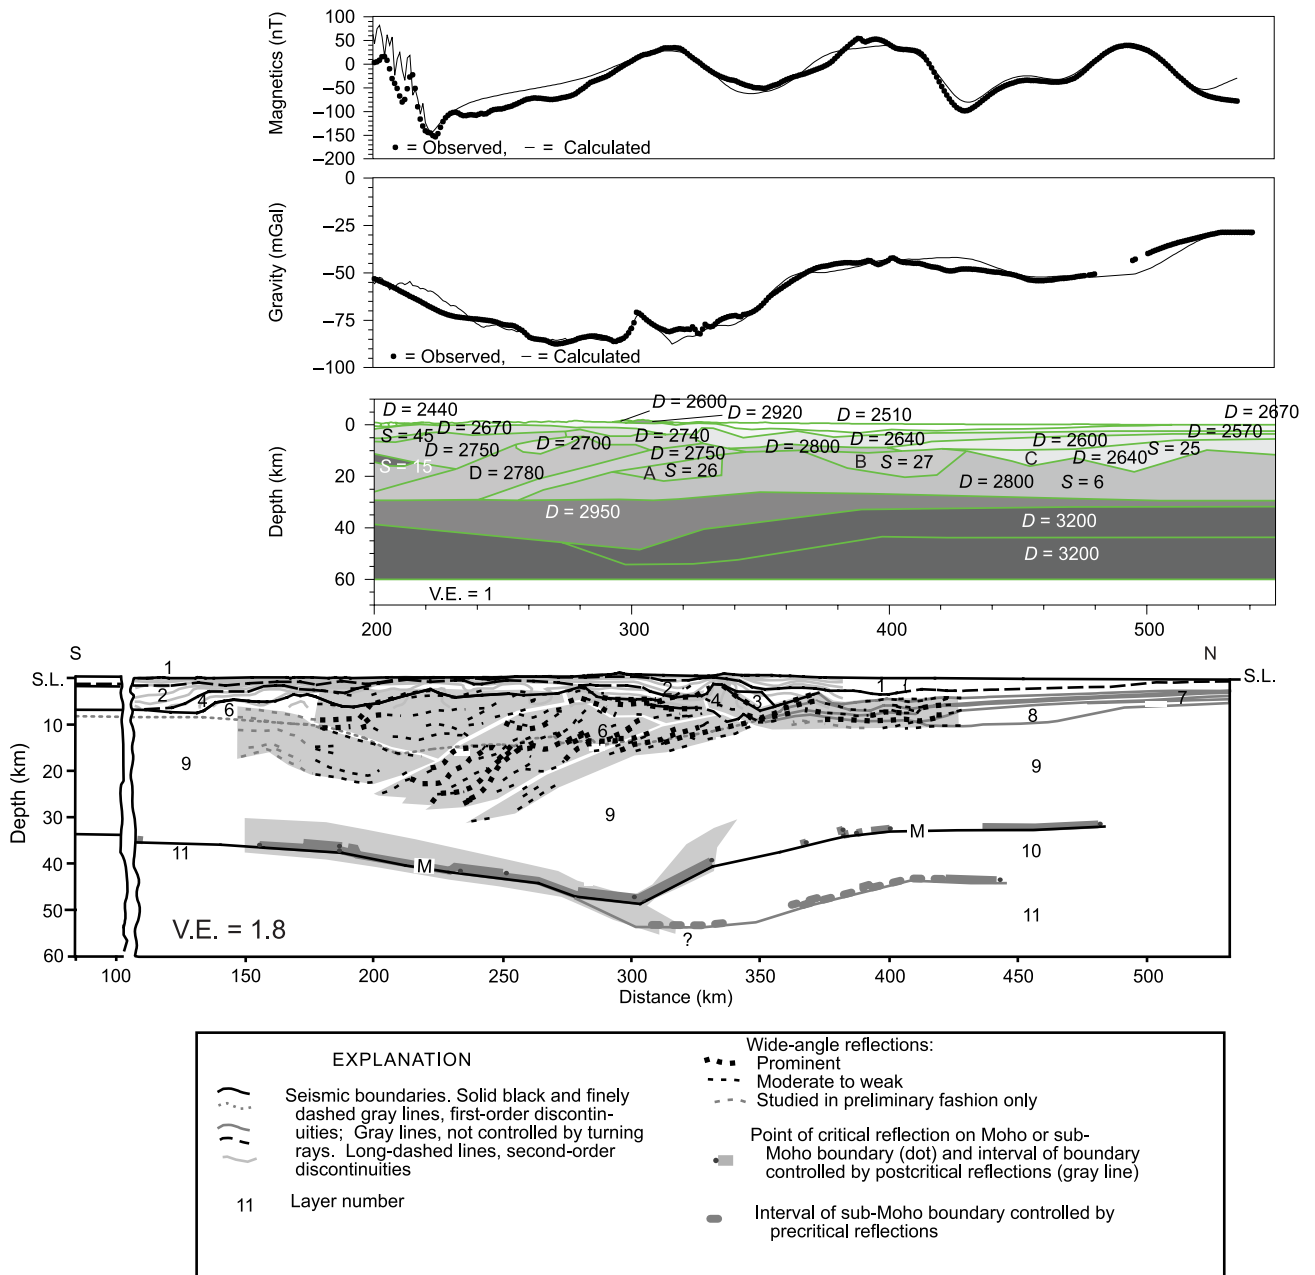 100
50
0
−50
−100
−150
−200
Magnetics (nT)
• = Observed, – = Calculated
0
−25
−50
−75
−100
Gravity (mGal)
• = Observed, – = Calculated
D = 2600
D = 2440
D = 2920
D = 2510
D = 2670
D = 2670
D = 2570
S = 45
D = 2740
D = 2640
D = 2600
D = 2750
D = 2700
D = 2750
D = 2800
S = 25
S = 15
D = 2780
A
S = 26
B
S = 27
C
D = 2640
D = 2800
S = 6
D = 2950
D = 3200
D = 3200
0
20
40
60
Depth (km)
V.E. = 1
200
300
400
500
S
N
S.L.
S.L.
1
2
4
6
2
4
3
1
1
7
6
8
9
9
9
M
M
11
10
11
?
10
20
30
40
50
60
Depth (km)
V.E. = 1.8
100
150
200
250
300
350
400
450
500
Distance (km)
EXPLANATION
Seismic boundaries. Solid black and finely
dashed gray lines, first-order discontin-
uities; Gray lines, not controlled by turning
rays. Long-dashed lines, second-order
discontinuities
11 Layer number
Wide-angle reflections:
Prominent
Moderate to weak
Studied in preliminary fashion only
Point of critical reflection on Moho or sub-
Moho boundary (dot) and interval of boundary
controlled by postcritical reflections (gray line)
Interval of sub-Moho boundary controlled by
precritical reflections